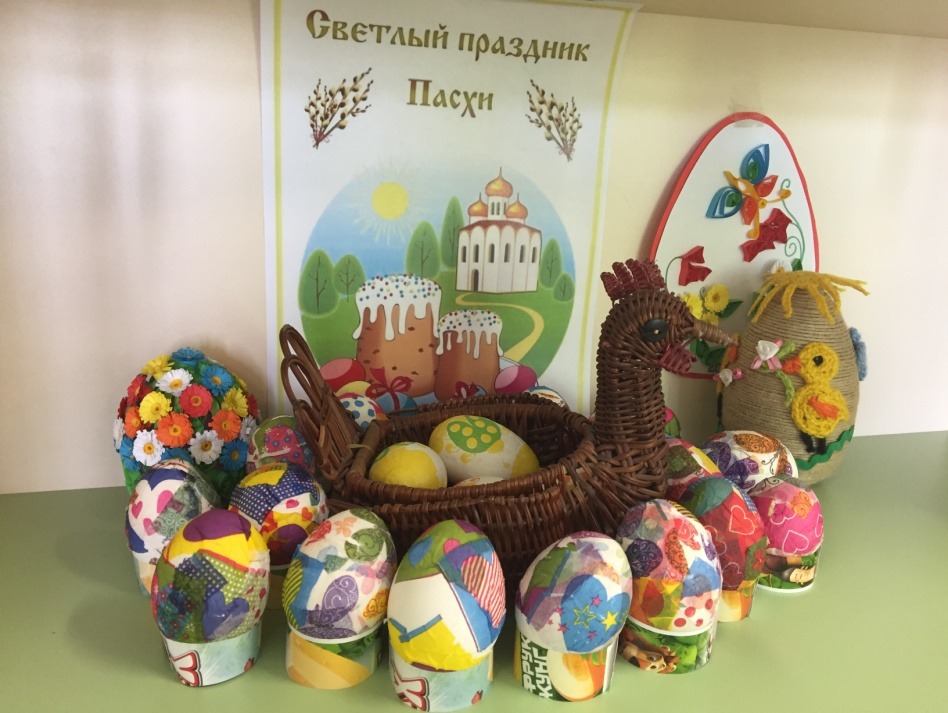 Светлый праздник
Пасхи